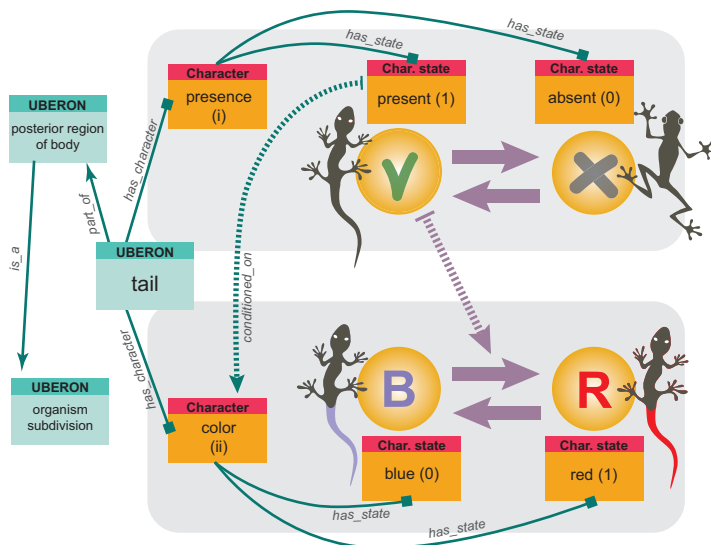 has_state
has_state
Character
presence
(i)
Char. state
present (1)
Char. state
absent (0)
UBERON
posterior region
of body
has_character
part_of
is_a
UBERON
tail
conditioned_on
has_character
UBERON
organism
subdivision
Character
color
(ii)
B
R
Char. state
blue (0)
Char. state
red (1)
has_state
has_state